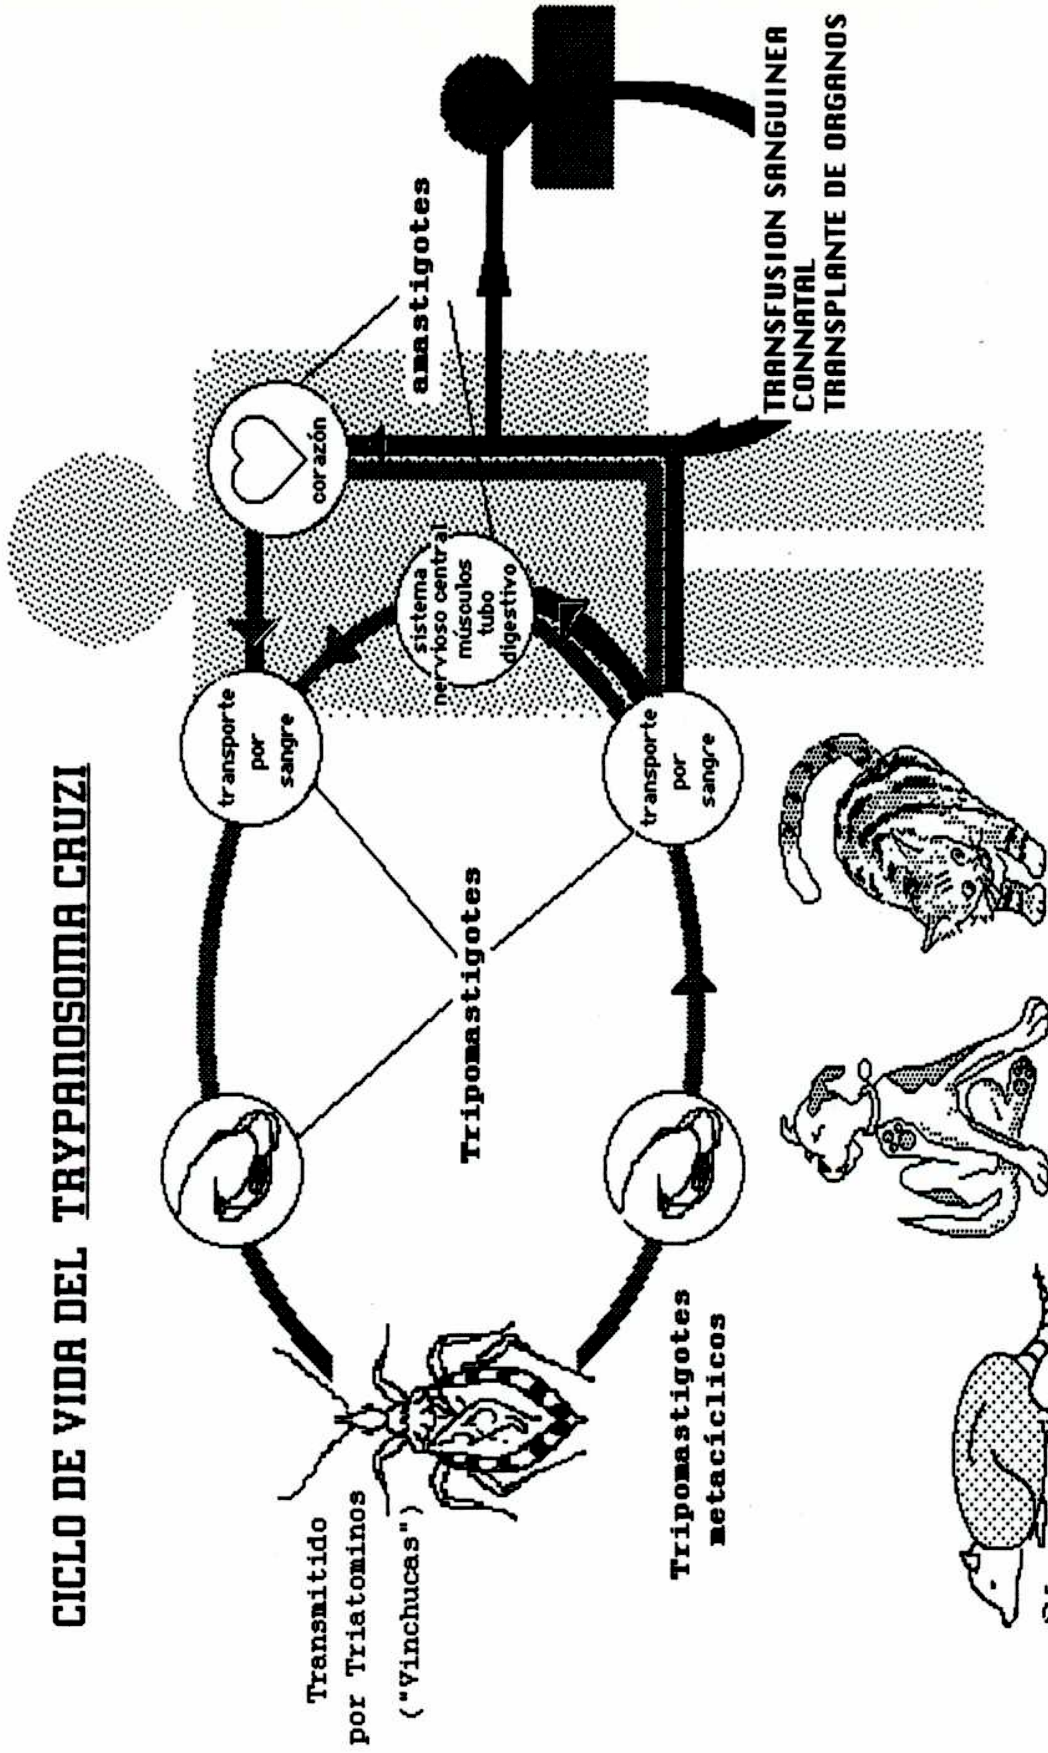 CICLO DE VIDA DEL TRYPANOSOMA CRUZI
Transmitido
por Triatominos
("Vinchucas")
transporte
por
sangre
corazón
amastigotes
sistema
nervioso central
músculos
tubo
digestivo
Tripomastigotes
Tripomastigotes
metacíclicos
transporte
por
sangre
TRANSFUSION SANGUINER
CONNATAL
TRANSPLANTE DE ORGANOS